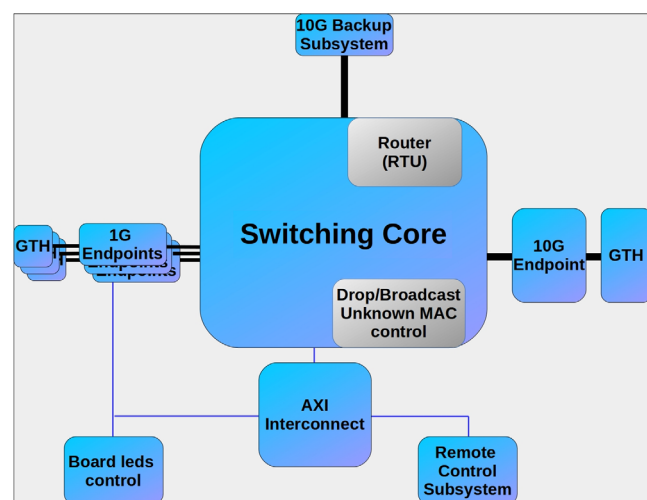 10G Backup
Subsystem
Router
(RTU)
Switching Core
GTH
1G
Endpoints
Endpoints
10G
Endpoint
GTH
Drop/Broadcast
Unknown MAC
control
AXI
Interconnect
Board leds
control
Remote
Control
Subsystem